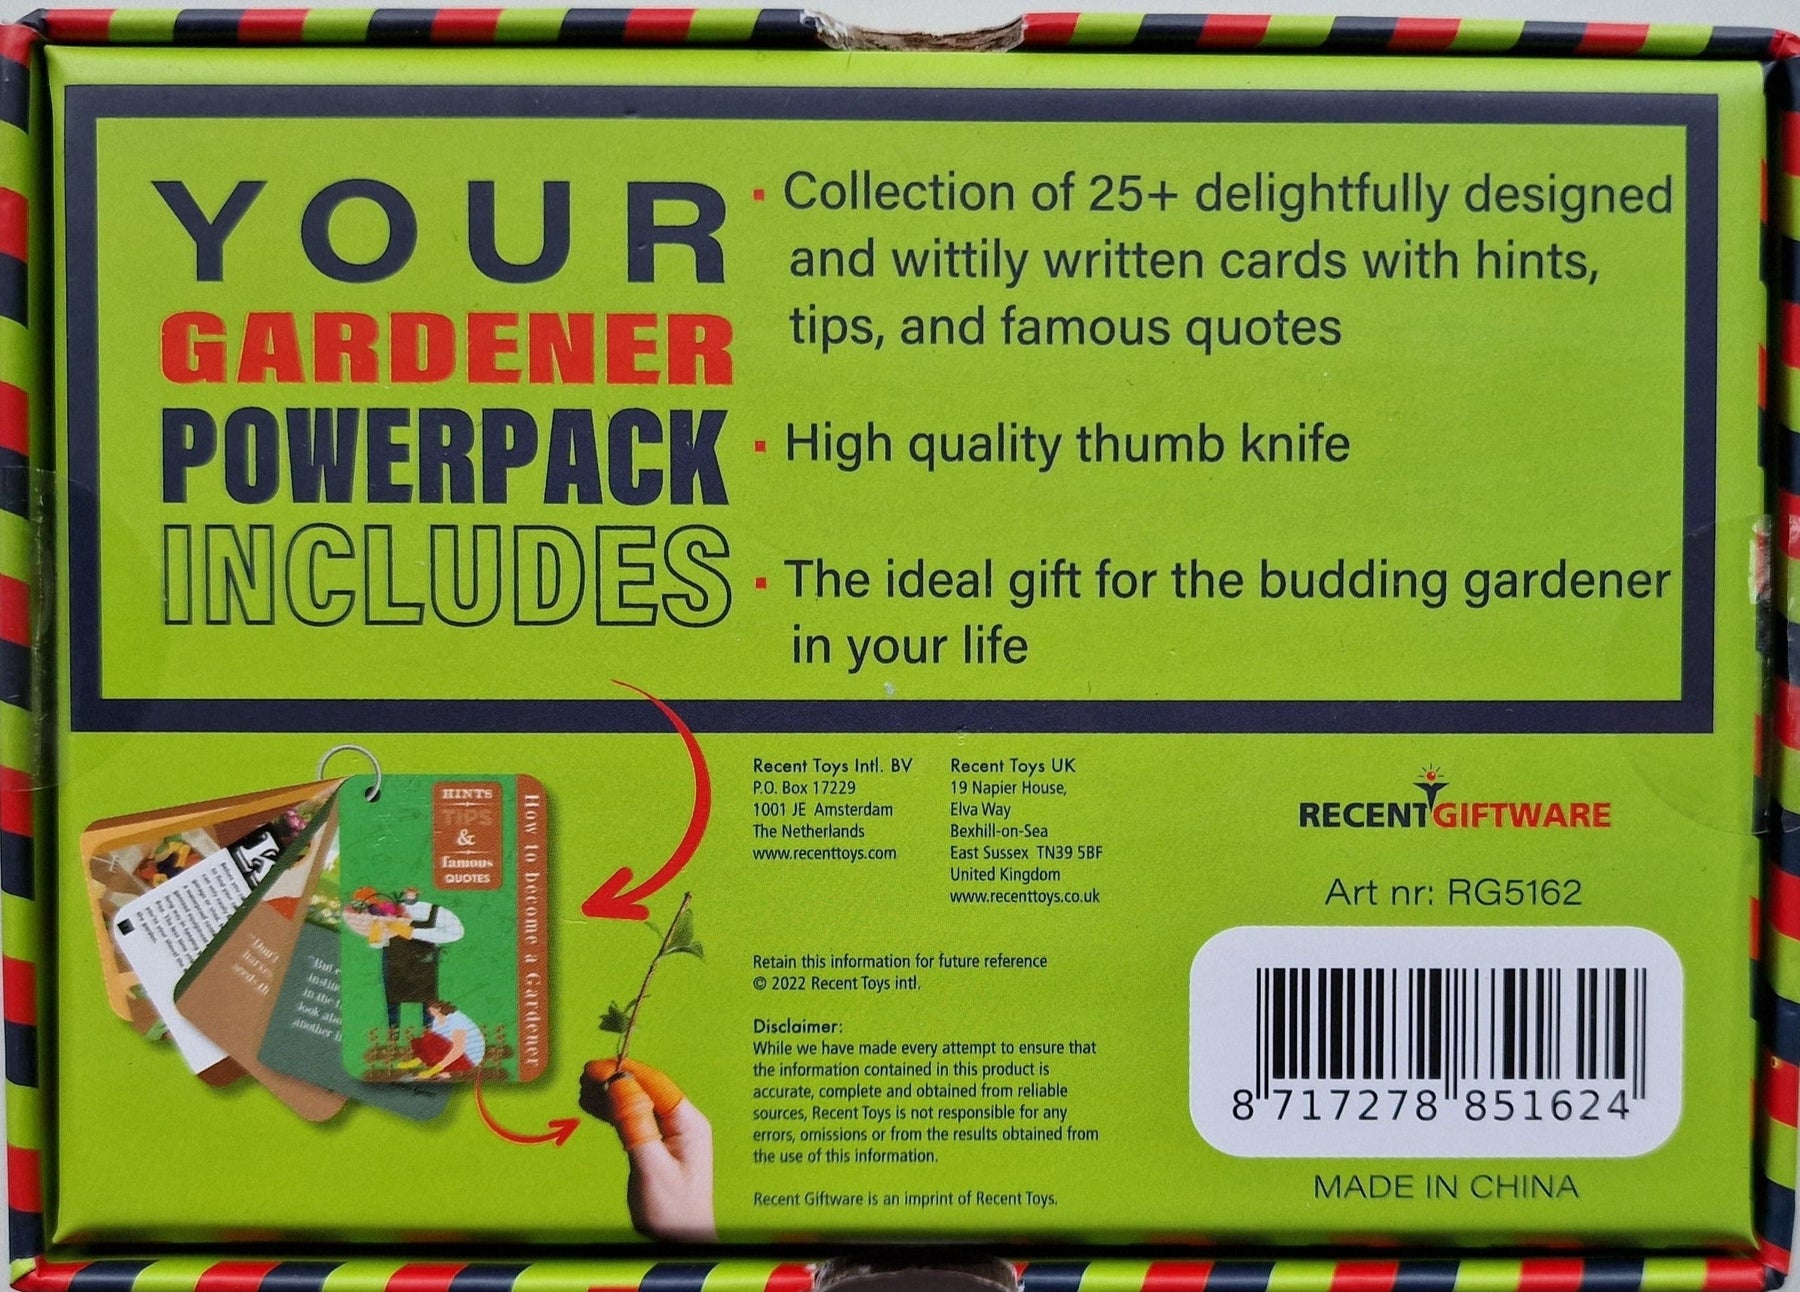 YOUR
GARDENER
POWERPACK
INCLUDES
· Collection of 25+ delightfully designed
and wittily written cards with hints,
tips, and famous quotes
· High quality thumb knife
· The ideal gift for the budding gardener
in your life
HINTS
TIPS
&
famous
QUOTES
How to become a Gardener
Recent Toys Intl. BV
P.O. Box 17229
1001 JE Amsterdam
The Netherlands
www.recenttoys.com
Recent Toys UK
19 Napier House,
Elva Way
Bexhill-on-Sea
East Sussex TN39 5BF
United Kingdom
www.recenttoys.co.uk
Retain this information for future reference
© 2022 Recent Toys intl.
Disclaimer:
While we have made every attempt to ensure that
the information contained in this product is
accurate, complete and obtained from reliable
sources, Recent Toys is not responsible for any
errors, omissions or from the results obtained from
the use of this information.
Recent Giftware is an imprint of Recent Toys.
RECENTGIFTWARE
Art nr: RG5162
8 717278 851624
MADE IN CHINA